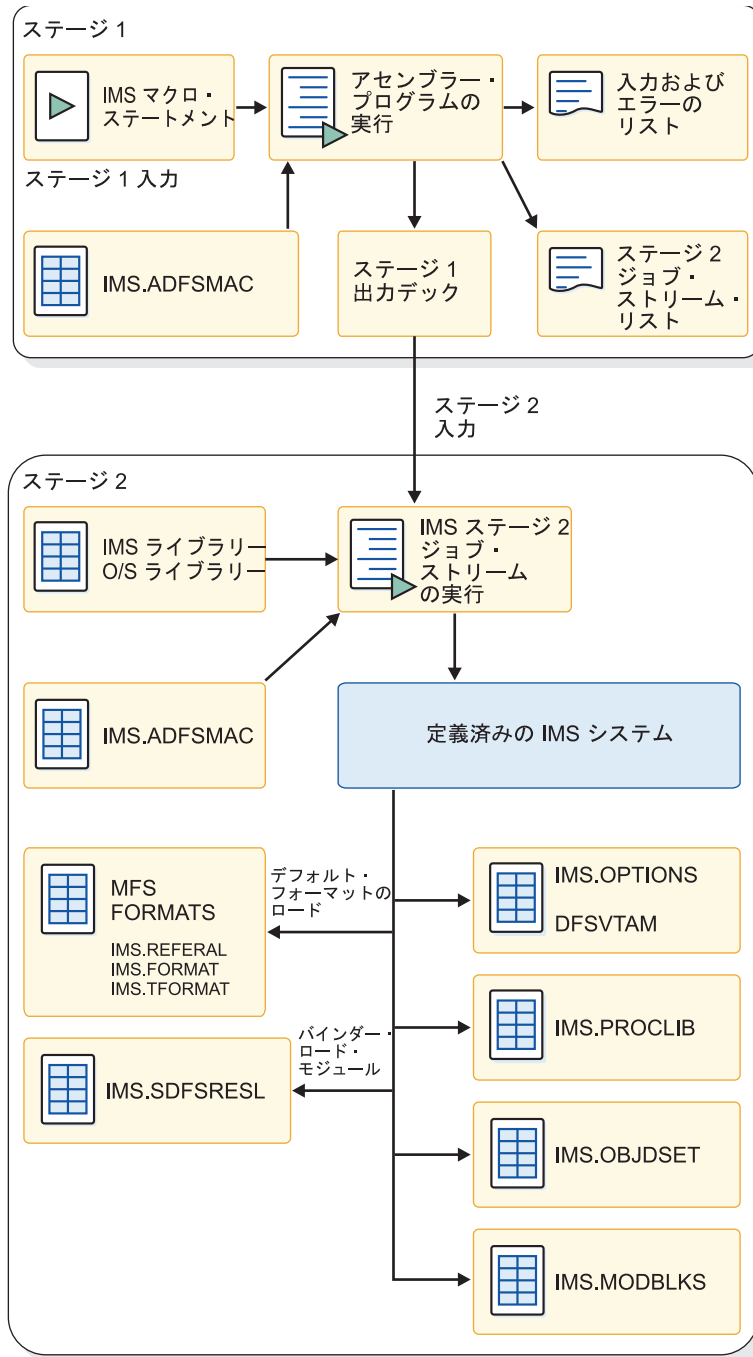 ステージ 1
IMS マクロ・
ステートメント
アセンブラー・
プログラムの
実行
入力および
エラーの
リスト
ステージ 1 入力
IMS.ADFSMAC
ステージ 1
出力デック
ステージ 2
ジョブ・
ストリーム・
リスト
ステージ 2
入力
ステージ 2
IMS ライブラリー
O/S ライブラリー
IMS ステージ 2
ジョブ・
ストリーム
の実行
IMS.ADFSMAC
定義済みの IMS システム
MFS
FORMATS
IMS.REFERAL
IMS.FORMAT
IMS.TFORMAT
デフォルト・
フォーマットの
ロード
IMS.OPTIONS
DFSVTAM
IMS.PROCLIB
IMS.SDFSRESL
バインダー・
ロード・
モジュール
IMS.OBJDSET
IMS.MODBLKS